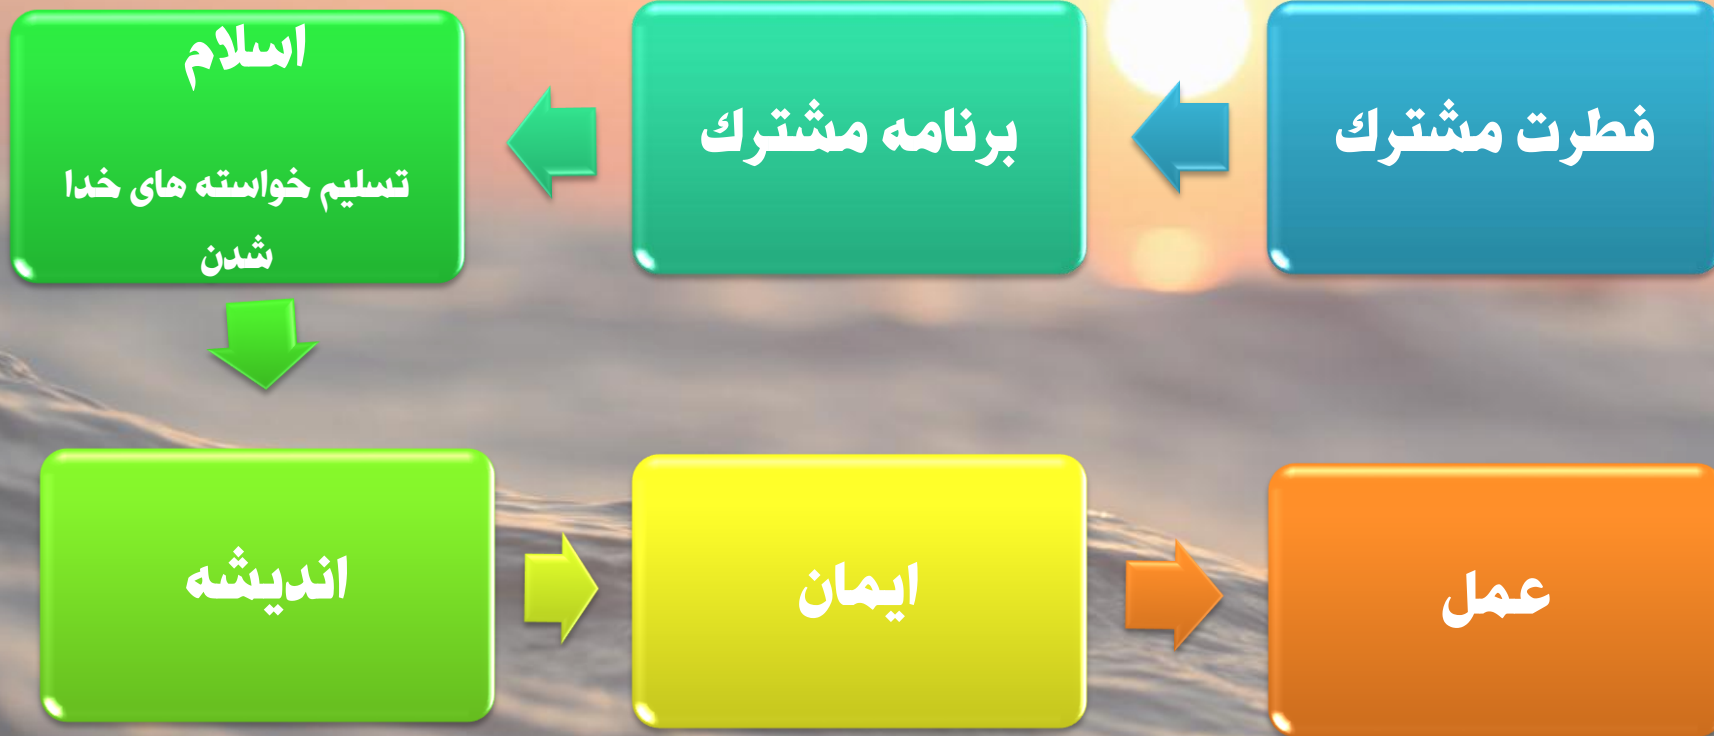 فطرت مشترك
برنامه مشترك
اسلام
تسليم خواسته های خدا
شدن
انديشه
ايمان
عمل